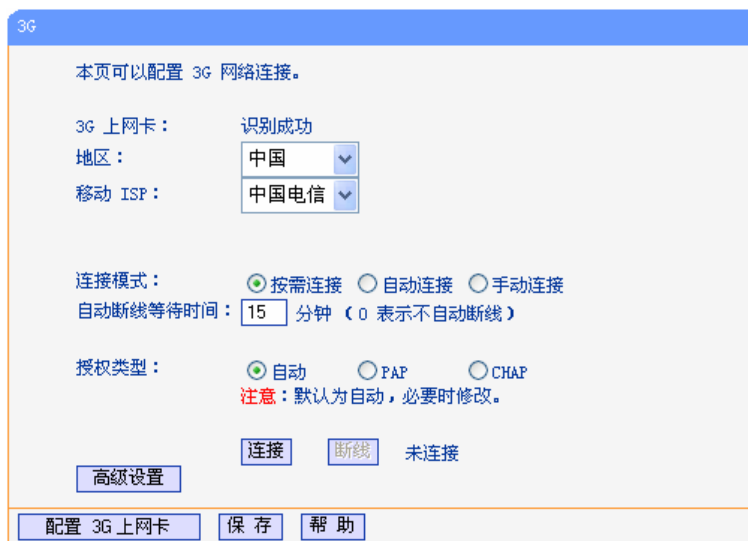 3G
本页可以配置 3G 网络连接。
3G 上网卡： 识别成功
地区： 中国
移动 ISP： 中国电信
连接模式： 按需连接 自动连接 手动连接
自动断线等待时间： 15 分钟 （0 表示不自动断线）
授权类型： 自动 PAP CHAP
注意：默认为自动，必要时修改。
连接 断线 未连接
高级设置
配置 3G 上网卡 保 存 帮 助